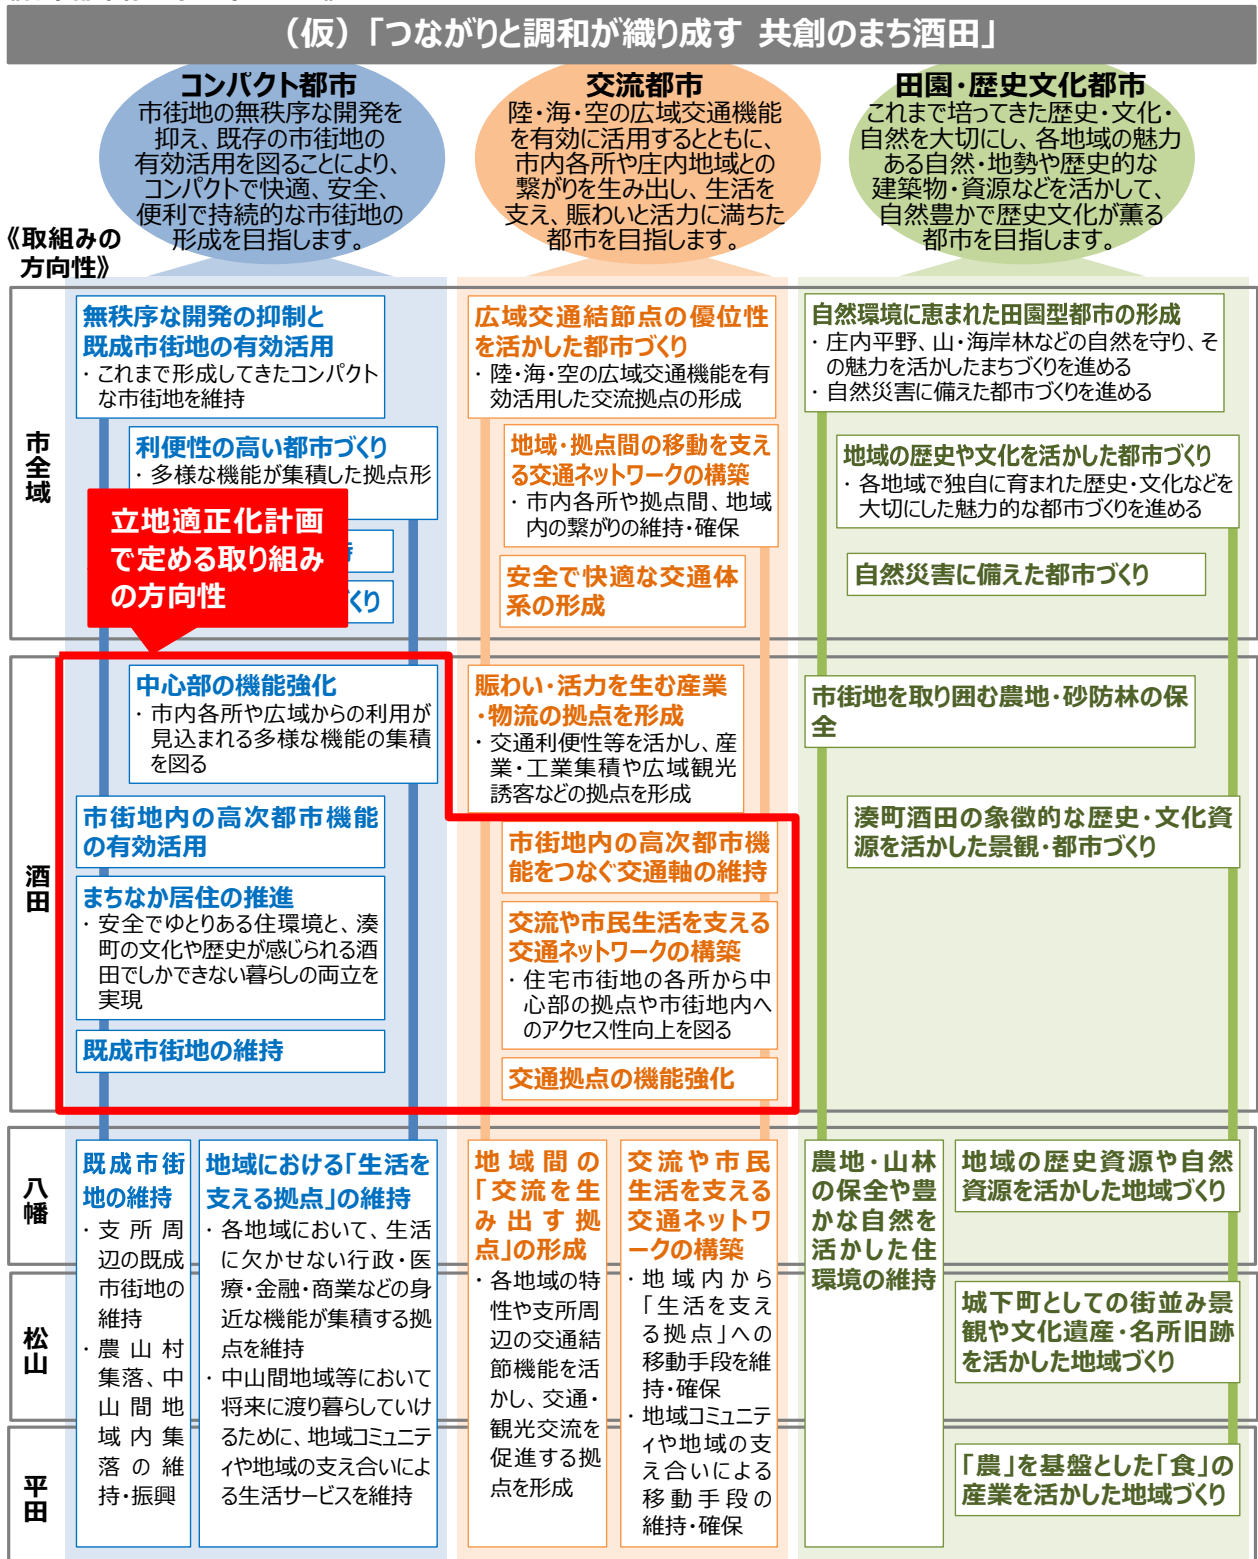 （仮）「つながりと調和が織り成す 共創のまち酒田」
コンパクト都市
市街地の無秩序な開発を
抑え、既存の市街地の
有効活用を図ることにより、
コンパクトで快適、安全、
便利で持続的な市街地の
形成を目指します。
交流都市
陸・海・空の広域交通機能
を有効に活用するとともに、
市内各所や庄内地域との
繋がりを生み出し、生活を
支え、賑わいと活力に満ちた
都市を目指します。
田園・歴史文化都市
これまで培ってきた歴史・文化・
自然を大切にし、各地域の魅力
ある自然・地勢や歴史的な
建築物・資源などを活かして、
自然豊かで歴史文化が薫る
都市を目指します。
《取組みの
方向性》
市全域
無秩序な開発の抑制と
既成市街地の有効活用
・これまで形成してきたコンパクト
な市街地を維持
利便性の高い都市づくり
・多様な機能が集積した拠点形
づくり
立地適正化計画
で定める取り組み
の方向性
広域交通結節点の優位性
を活かした都市づくり
・陸・海・空の広域交通機能を有
効活用した交流拠点の形成
地域・拠点間の移動を支え
る交通ネットワークの構築
・市内各所や拠点間、地域
内の繋がりの維持・確保
安全で快適な交通体
系の形成
自然環境に恵まれた田園型都市の形成
・庄内平野、山・海岸林などの自然を守り、そ
の魅力を活かしたまちづくりを進める
・自然災害に備えた都市づくりを進める
地域の歴史や文化を活かした都市づくり
・各地域で独自に育まれた歴史・文化などを
大切にした魅力的な都市づくりを進める
自然災害に備えた都市づくり
酒田
中心部の機能強化
・市内各所や広域からの利用が
見込まれる多様な機能の集積
を図る
市街地内の高次都市機能
の有効活用
まちなか居住の推進
・安全でゆとりある住環境と、湊
町の文化や歴史が感じられる酒
田でしかできない暮らしの両立を
実現
既成市街地の維持
賑わい・活力を生む産業
・物流の拠点を形成
・交通利便性等を活かし、産
業・工業集積や広域観光
誘客などの拠点を形成
市街地内の高次都市機
能をつなぐ交通軸の維持
交流や市民生活を支える
交通ネットワークの構築
・住宅市街地の各所から中
心部の拠点や市街地内へ
のアクセス性向上を図る
交通拠点の機能強化
市街地を取り囲む農地・砂防林の保
全
湊町酒田の象徴的な歴史・文化資
源を活かした景観・都市づくり
八幡
松山
平田
既成市街
地の維持
・支所周
辺の既成
市街地の
維持
・農山村
集落、中
山間地
域内集
落の維
持・振興
地域における「生活を
支える拠点」の維持
・各地域において、生活
に欠かせない行政・医
療・金融・商業などの身
近な機能が集積する拠
点を維持
・中山間地域等において
将来に渡り暮らしていけ
るために、地域コミュニテ
ィや地域の支え合いによ
る生活サービスを維持
地域間の
「交流を生
み出す拠
点」の形成
・各地域の特
性や支所周
辺の交通結
節機能を活
かし、交通・
観光交流を
促進する拠
点を形成
交流や市民
生活を支える
交通ネットワ
ークの構築
・地域内から
「生活を支え
る拠点」への
移動手段を維
持・確保
・地域コミュニテ
ィや地域の支
え合いによる
移動手段の
維持・確保
農地・山林
の保全や豊
かな自然を
活かした住
環境の維持
地域の歴史資源や自然
資源を活かした地域づくり
城下町としての街並み景
観や文化遺産・名所旧跡
を活かした地域づくり
「農」を基盤とした「食」の
産業を活かした地域づくり